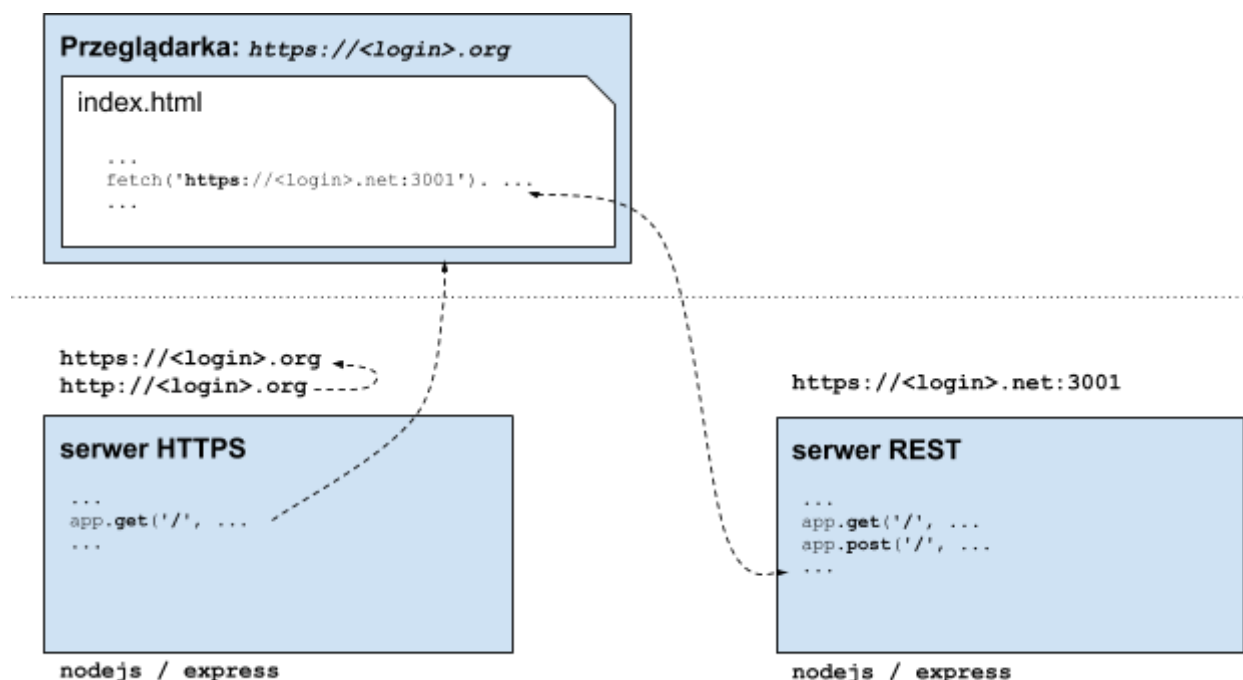 Przeglądarka: https://<login>.org
index.html
...
fetch('https://<login>.net:3001'). ...
...
https://<login>.org
http://<login>.org
https://<login>.net:3001
serwer HTTPS
...
app.get('/', ...
...
nodejs / express
serwer REST
...
app.get('/', ...
app.post('/', ...
...
nodejs / express